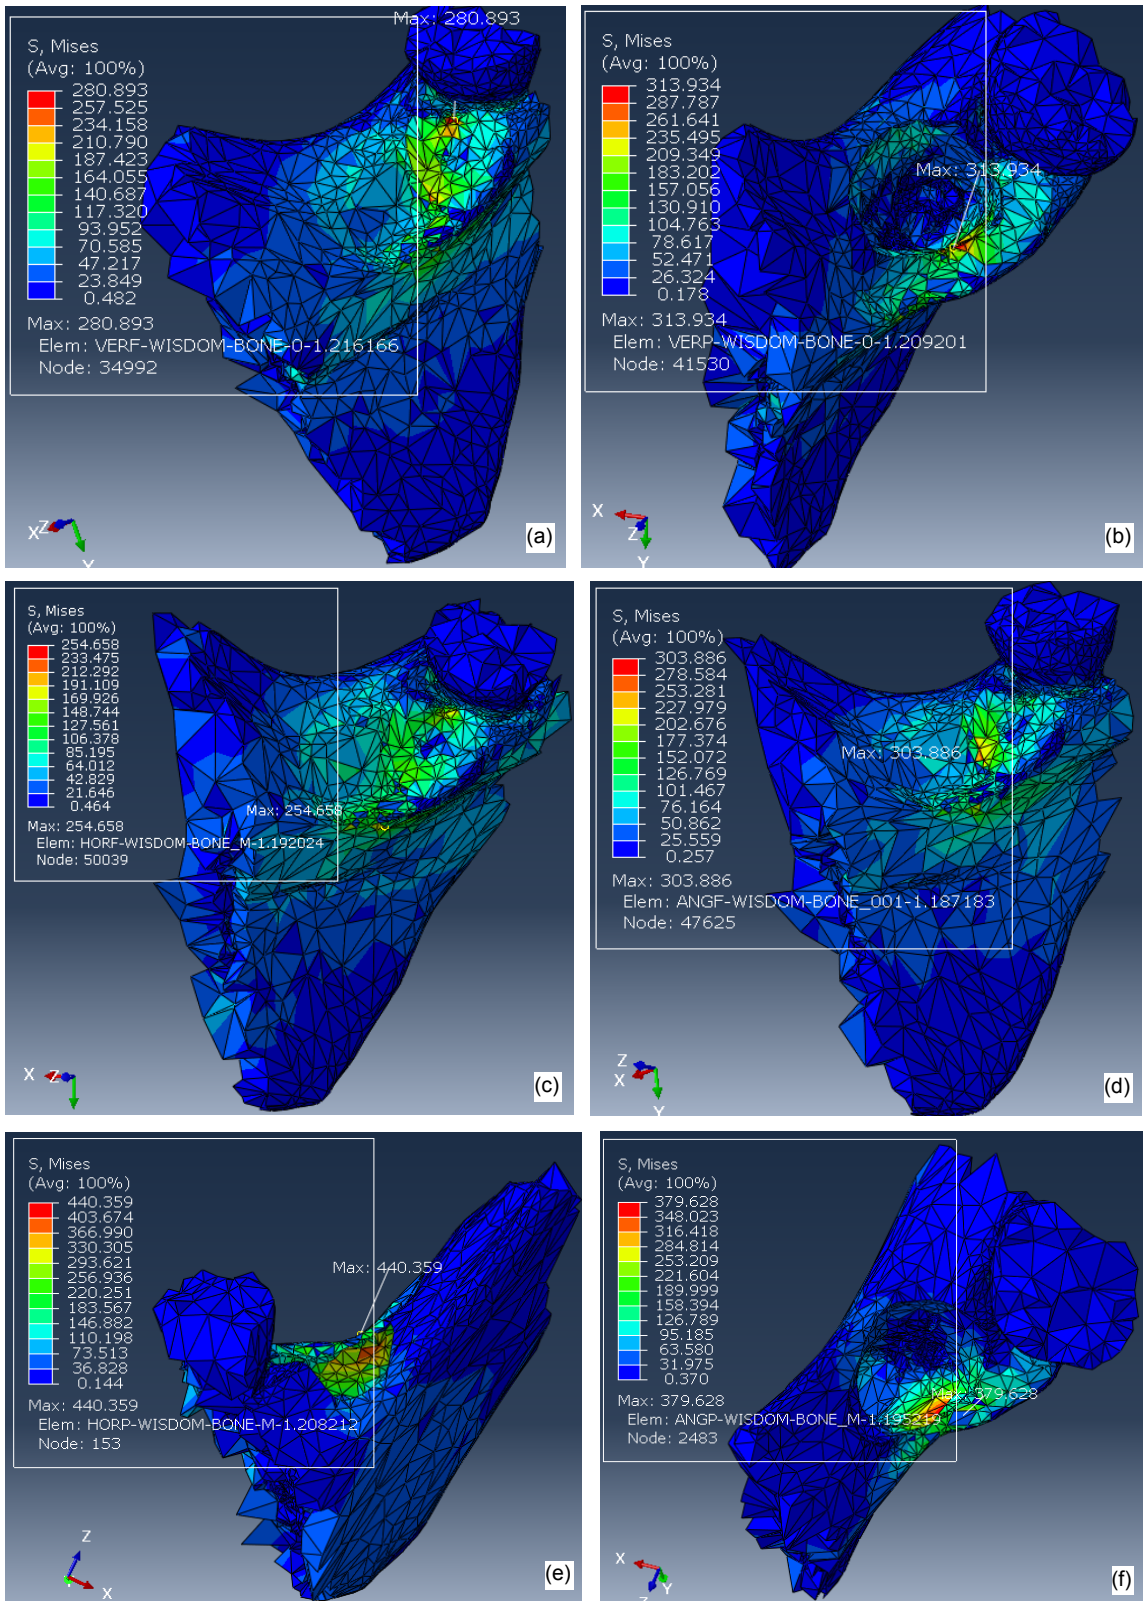 Max: 280.893
S, Mises
(Avg: 100%)
280.893
257.525
234.158
210.790
187.423
164.055
140.687
117.320
93.952
70.585
47.217
23.849
0.482
Max: 280.893
Elem: VERF-WISDOM-BONE-0-1.216166
Node: 34992
X
Z
Y
(a)
S, Mises
(Avg: 100%)
313.934
287.787
261.641
235.495
209.349
183.202
157.056
130.910
104.763
78.617
52.471
26.324
0.178
Max: 313.934
Max: 313.934
Elem: VERP-WISDOM-BONE-0-1.209201
Node: 41530
X
Z
Y
(b)
S, Mises
(Avg: 100%)
254.658
233.475
212.292
191.109
169.926
148.744
127.561
106.378
85.195
64.012
42.829
21.646
0.464
Max: 254.658
Max: 254.658
Elem: HORF-WISDOM-BONE_M-1.192024
Node: 50039
X
Z
(c)
S, Mises
(Avg: 100%)
303.886
278.584
253.281
227.979
202.676
177.374
152.072
126.769
101.467
76.164
50.862
25.559
0.257
Max: 303.886
Max: 303.886
Elem: ANGF-WISDOM-BONE_001-1.187183
Node: 47625
Z
X
Y
(d)
S, Mises
(Avg: 100%)
440.359
403.674
366.990
330.305
293.621
256.936
220.251
183.567
146.882
110.198
73.513
36.828
0.144
Max: 440.359
Max: 440.359
Elem: HORP-WISDOM-BONE-M-1.208212
Node: 153
Z
X
(e)
S, Mises
(Avg: 100%)
379.628
348.023
316.418
284.814
253.209
221.604
189.999
158.394
126.789
95.185
63.580
31.975
0.370
Max: 379.628
Max: 379.628
Elem: ANGP-WISDOM-BONE_M-1.195219
Node: 2483
X
Y
Z
(f)